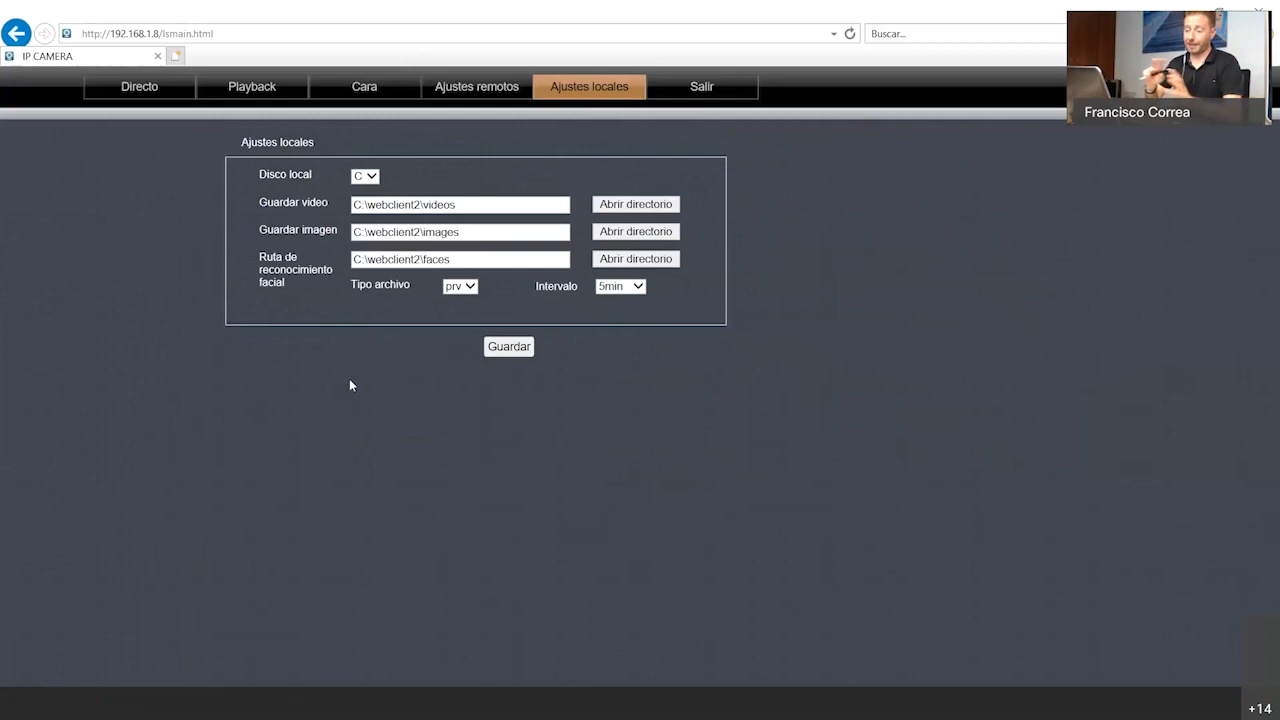 http://192.168.1.8/lsmain.html
Buscar...
IP CAMERA
Directo
Playback
Cara
Ajustes remotos
Ajustes locales
Salir
Francisco Correa
Ajustes locales
Disco local
C
Guardar video
C:\webclient2\videos
Abrir directorio
Guardar imagen
C:\webclient2\images
Abrir directorio
Ruta de
reconocimiento
facial
C:\webclient2\faces
Abrir directorio
Tipo archivo
prv
Intervalo
5min
Guardar
+14